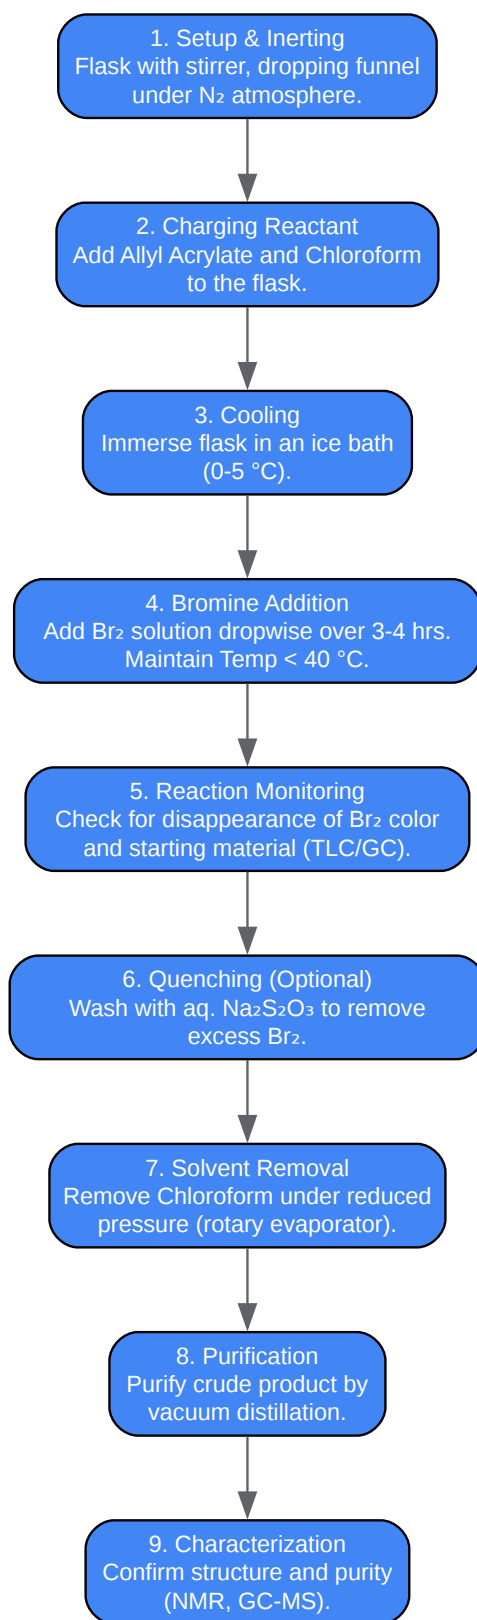 1. Setup & Inerting
Flask with stirrer, dropping funnel
under N₂ atmosphere.
2. Charging Reactant
Add Allyl Acrylate and Chloroform
to the flask.
3. Cooling
Immerse flask in an ice bath
(0-5 °C).
4. Bromine Addition
Add Br₂ solution dropwise over 3-4 hrs.
Maintain Temp < 40 °C.
5. Reaction Monitoring
Check for disappearance of Br₂ color
and starting material (TLC/GC).
6. Quenching (Optional)
Wash with aq. Na₂S₂O₃ to remove
excess Br₂.
7. Solvent Removal
Remove Chloroform under reduced
pressure (rotary evaporator).
8. Purification
Purify crude product by
vacuum distillation.
9. Characterization
Confirm structure and purity
(NMR, GC-MS).